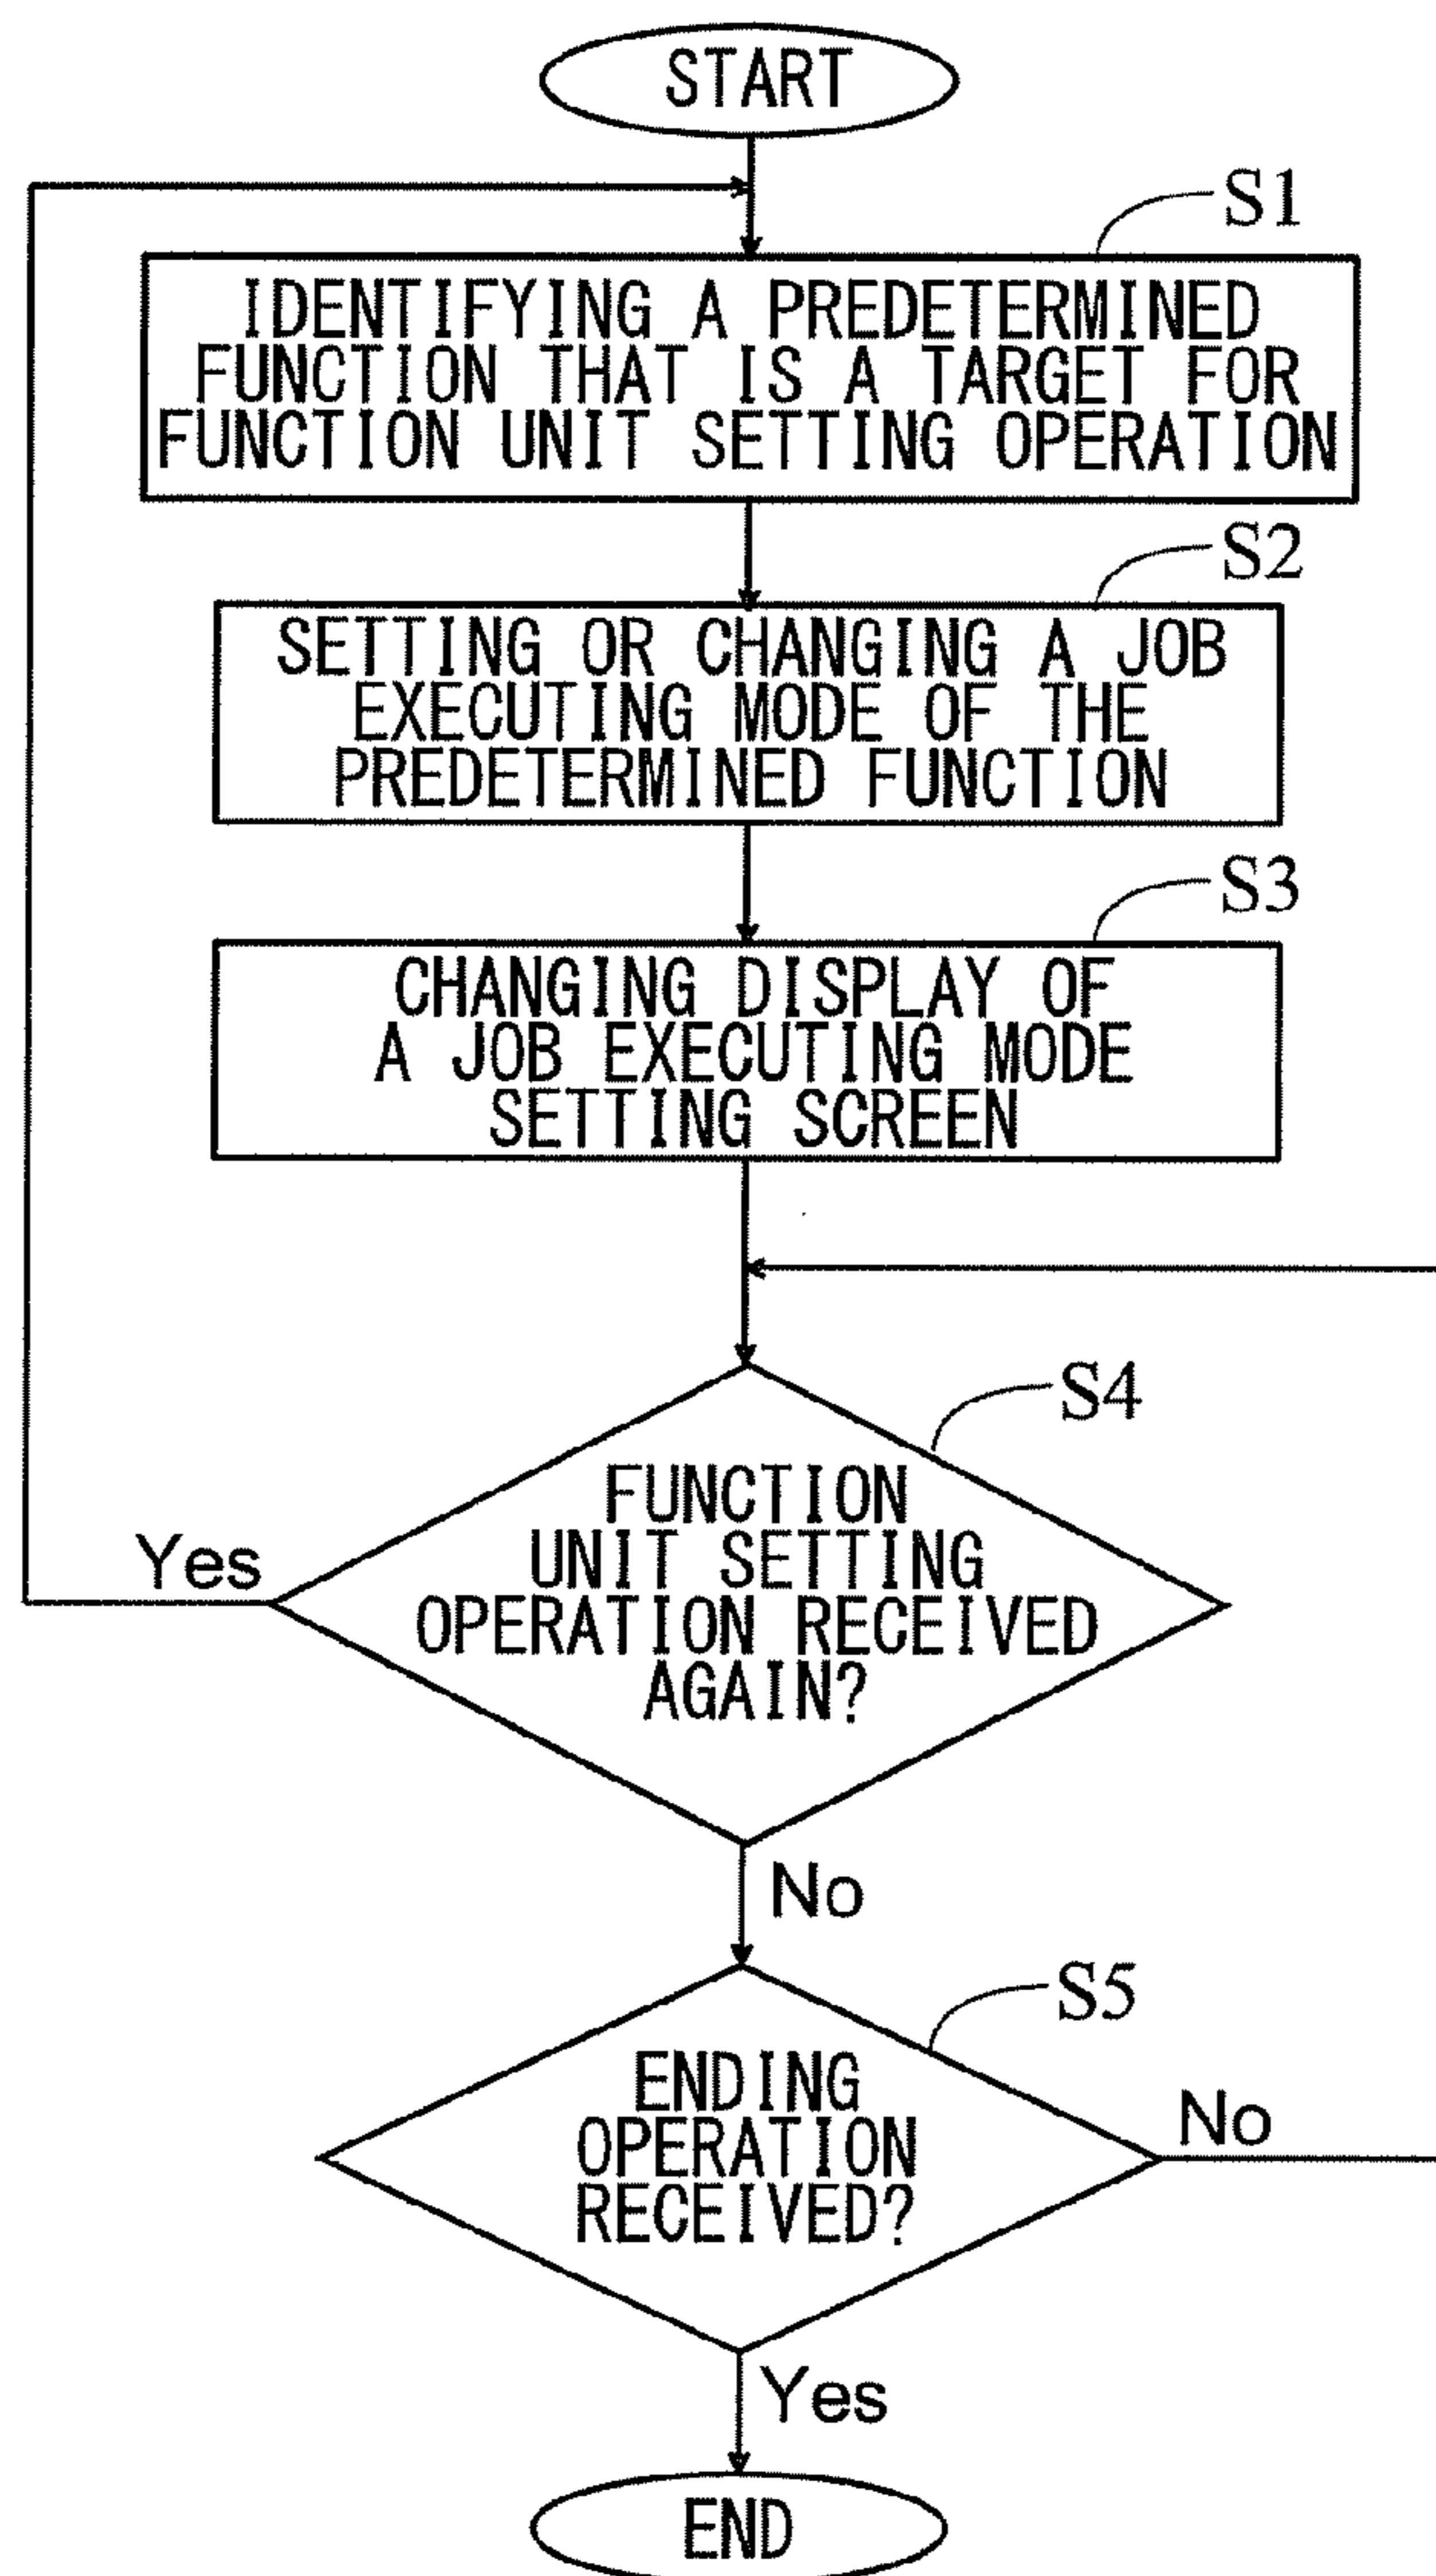 START
S1
IDENTIFYING A PREDETERMINED
FUNCTION THAT IS A TARGET FOR
FUNCTION UNIT SETTING OPERATION
S2
SETTING OR CHANGING A JOB
EXECUTING MODE OF THE
PREDETERMINED FUNCTION
S3
CHANGING DISPLAY OF
A JOB EXECUTING MODE
SETTING SCREEN
S4
FUNCTION
UNIT SETTING
OPERATION RECEIVED
AGAIN?
Yes
No
S5
ENDING
OPERATION
RECEIVED?
No
Yes
END